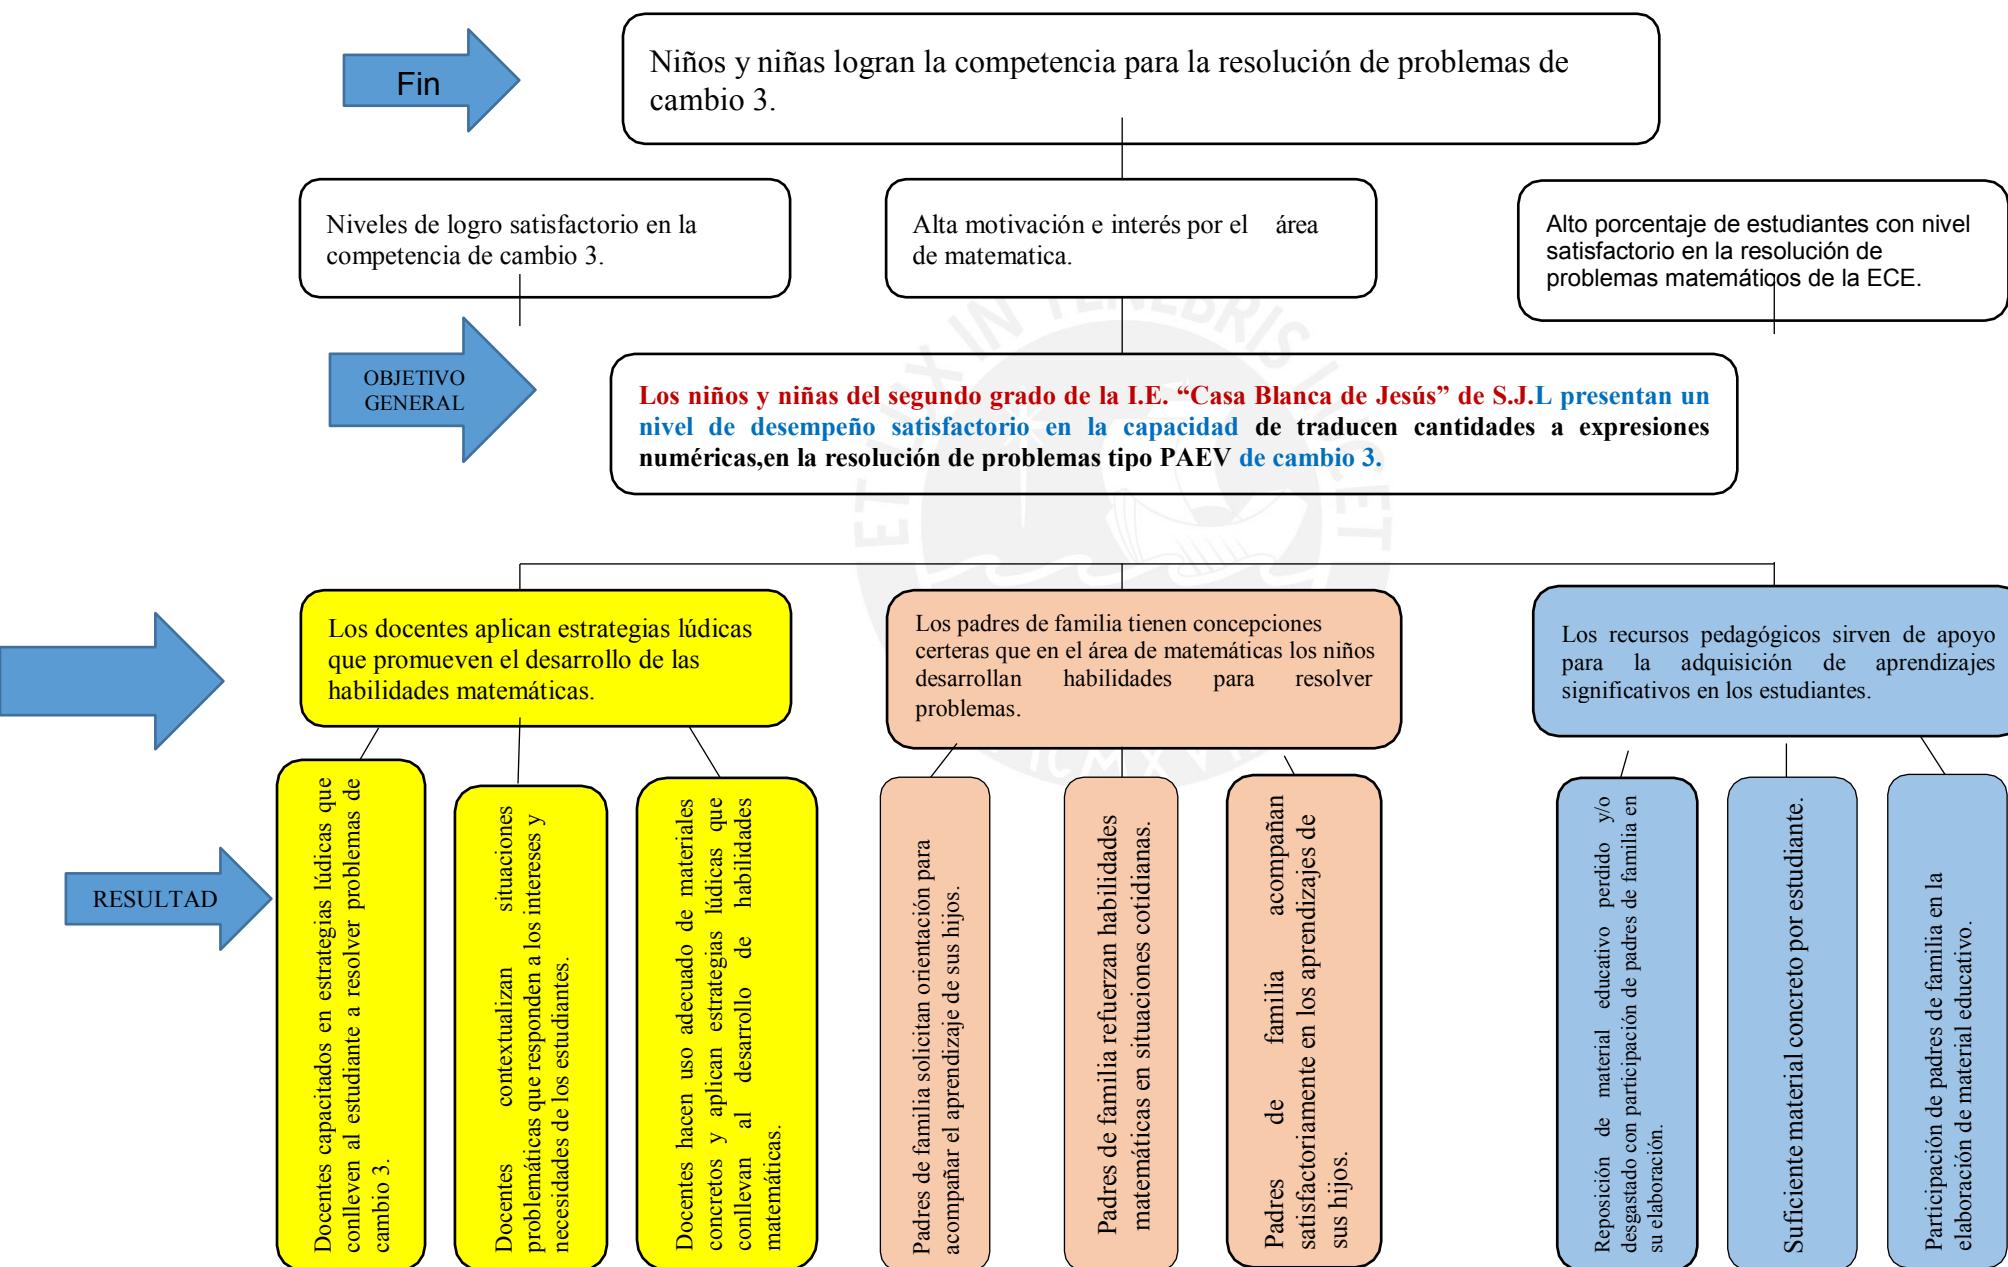 Fin
Niños y niñas logran la competencia para la resolución de problemas de
cambio 3.
Niveles de logro satisfactorio en la
competencia de cambio 3.
Alta motivación e interés por el área
de matematica.
Alto porcentaje de estudiantes con nivel
satisfactorio en la resolución de
problemas matemáticos de la ECE.
OBJETIVO
GENERAL
Los niños y niñas del segundo grado de la I.E. “Casa Blanca de Jesús” de S.J.L presentan un
nivel de desempeño satisfactorio en la capacidad de traducen cantidades a expresiones
numéricas,en la resolución de problemas tipo PAEV de cambio 3.
ET LUX IN TENEBRIS LUCET
Los docentes aplican estrategias lúdicas
que promueven el desarrollo de las
habilidades matemáticas.
Los padres de familia tienen concepciones
certeras que en el área de matemáticas los niños
desarrollan habilidades para resolver
problemas.
Los recursos pedagógicos sirven de apoyo
para la adquisición de aprendizajes
significativos en los estudiantes.
RESULTAD
Docentes capacitados en estrategias lúdicas que
conlleven al estudiante a resolver problemas de
cambio 3.
Docentes contextualizan situaciones
problemáticas que responden a los intereses y
necesidades de los estudiantes.
Docentes hacen uso adecuado de materiales
concretos y aplican estrategias lúdicas que
conllevan al desarrollo de habilidades
matemáticas.
Padres de familia solicitan orientación para
acompañar el aprendizaje de sus hijos.
Padres de familia refuerzan habilidades
matemáticas en situaciones cotidianas.
Padres de familia acompañan
satisfactoriamente en los aprendizajes de
sus hijos.
Reposición de material educativo perdido y/o
desgastado con participación de padres de familia en
su elaboración.
Suficiente material concreto por estudiante.
Participación de padres de familia en la
elaboración de material educativo.